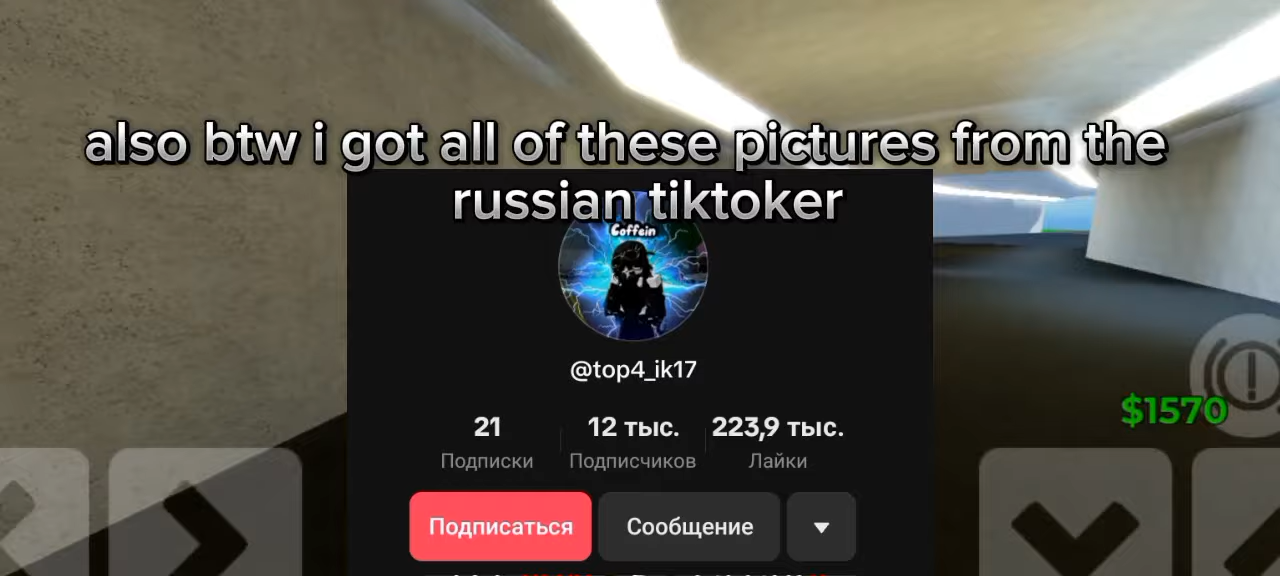 also btw i got all of these pictures from the
russian tiktoker
Coffein
@top4_ik17
21 12 тыс. 223,9 тыс.
Подписки Подписчиков Лайки
$1570
Подписаться Сообщение